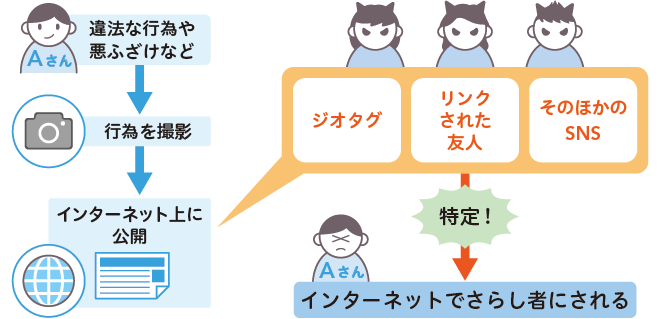 違法な行為や
悪ふざけなど
Aさん
行為を撮影
インターネット上に
公開
ジオタグ
リンク
された
友人
そのほかの
SNS
特定！
Aさん
インターネットでさらし者にされる